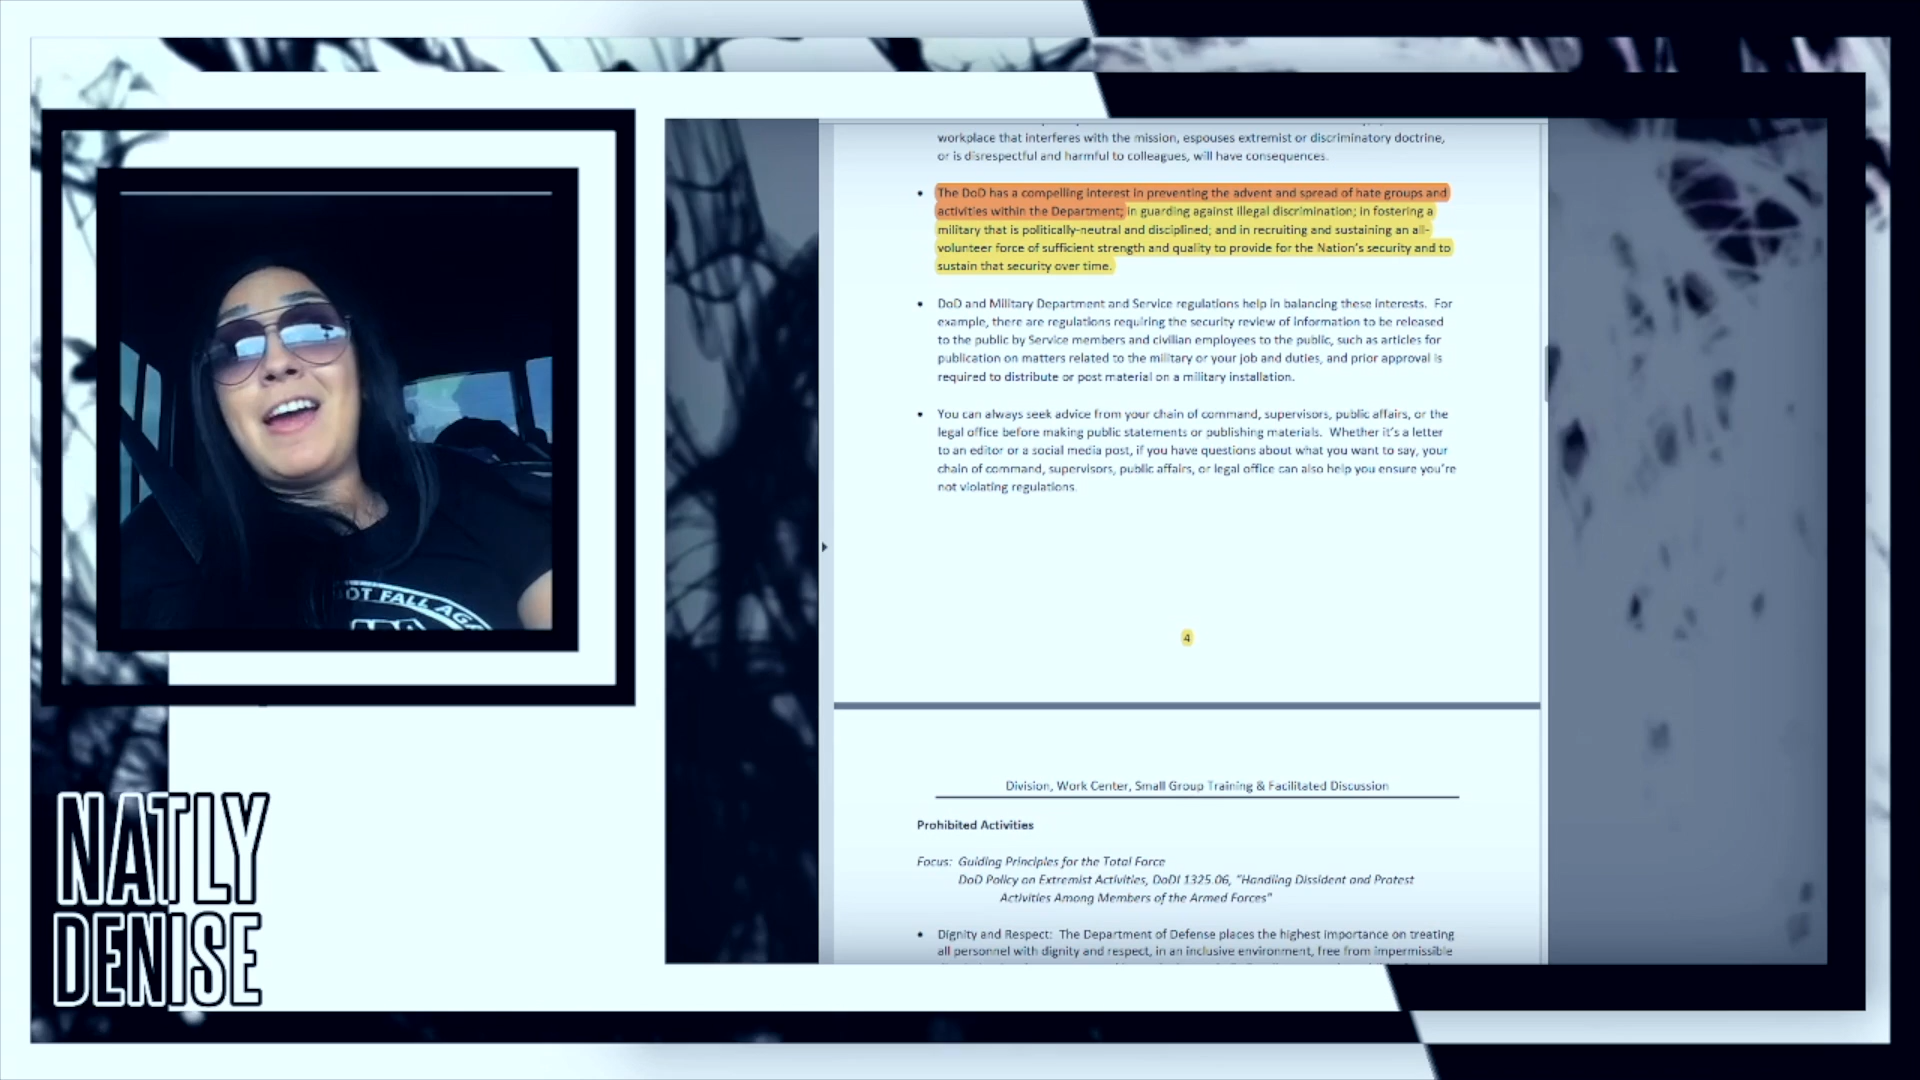 workplace that interferes with the mission, espouses extremist or discriminatory doctrine,
or is disrespectful and harmful to colleagues, will have consequences.
• The DoD has a compelling interest in preventing the advent and spread of hate groups and
activities within the Department; in guarding against illegal discrimination; in fostering a
military that is politically-neutral and disciplined; and in recruiting and sustaining an all-
volunteer force of sufficient strength and quality to provide for the Nation's security and to
sustain that security over time.
• DoD and Military Department and Service regulations help in balancing these interests. For
example, there are regulations requiring the security review of information to be released
to the public by Service members and civilian employees to the public, such as articles for
publication on matters related to the military or your job and duties, and prior approval is
required to distribute or post material on a military installation.
• You can always seek advice from your chain of command, supervisors, public affairs, or the
legal office before making public statements or publishing materials. Whether it's a letter
to an editor or a social media post, if you have questions about what you want to say, your
chain of command, supervisors, public affairs, or legal office can also help you ensure you're
not violating regulations.
4
Division, Work Center, Small Group Training & Facilitated Discussion
Prohibited Activities
Focus: Guiding Principles for the Total Force
DoD Policy on Extremist Activities, DoDI 1325.06, "Handling Dissident and Protest
Activities Among Members of the Armed Forces"
• Dignity and Respect: The Department of Defense places the highest importance on treating
all personnel with dignity and respect, in an inclusive environment, free from impermissible
OT FALL AGA
NATLY
DENISE